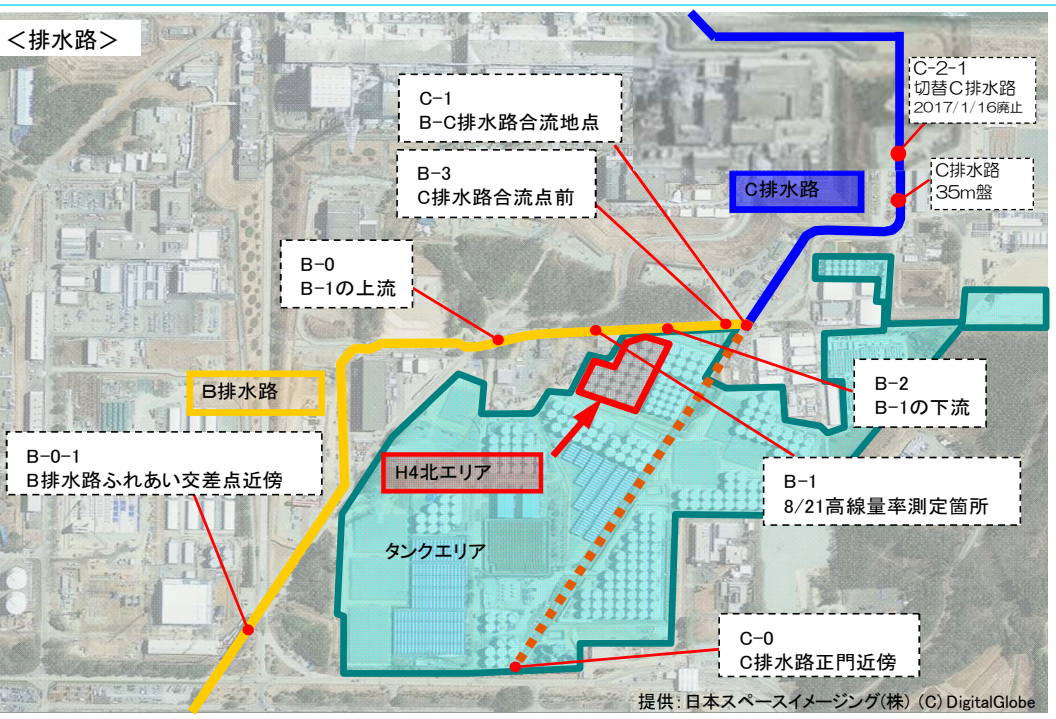 ＜排水路＞
C-2-1
切替C排水路
2017/1/16廃止
C-1
B-C排水路合流地点
B-3
C排水路合流点前
C排水路
C排水路
35m盤
B-0
B-1の上流
B排水路
B-2
B-1の下流
B-0-1
B排水路ふれあい交差点近傍
H4北エリア
B-1
8/21高線量率測定箇所
タンクエリア
C-0
C排水路正門近傍
提供：日本スペースイメージング(株) (C) DigitalGlobe